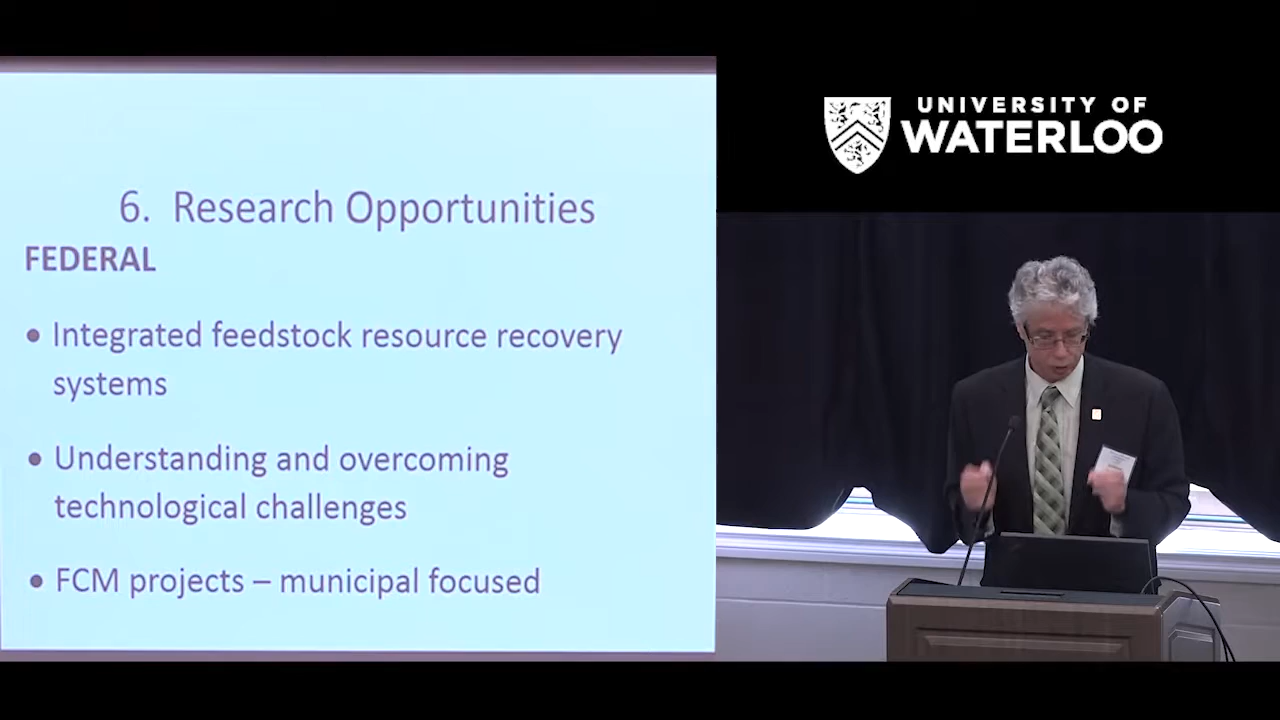 UNIVERSITY OF
WATERLOO
6. Research Opportunities
FEDERAL
• Integrated feedstock resource recovery
systems
• Understanding and overcoming
technological challenges
• FCM projects – municipal focused